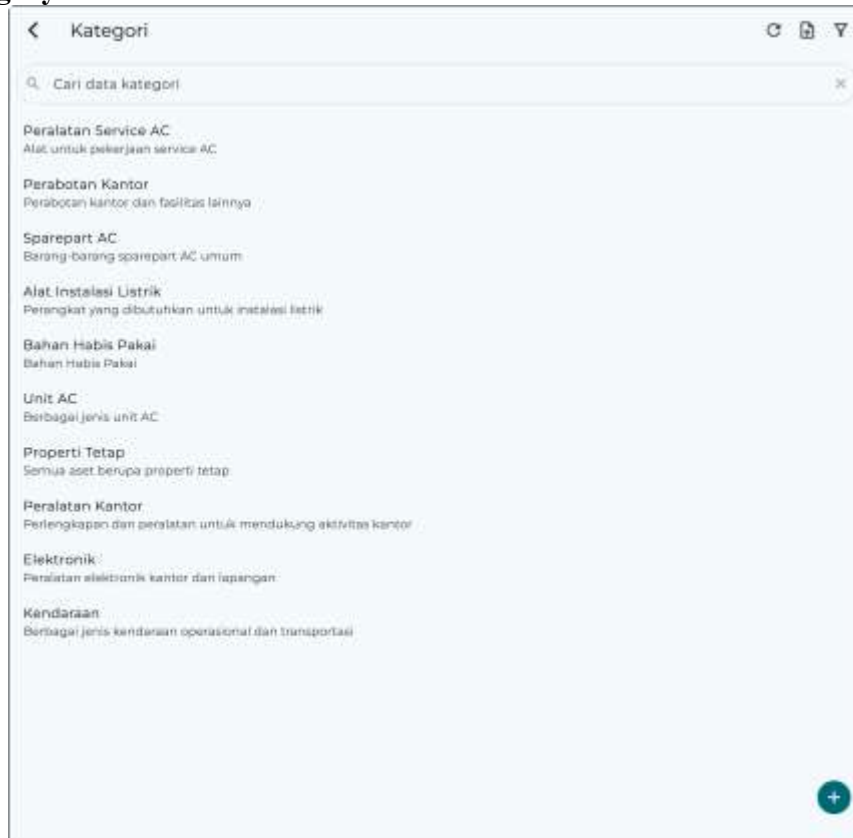 Kategori
Cari data kategori
Peralatan Service AC
Alat untuk pekerjaan service AC
Perabotan Kantor
Perabotan kantor dan fasilitas lainnya
Sparepart AC
Barang-barang sparepart AC umum
Alat Instalasi Listrik
Perangkat yang dibutuhkan untuk instalasi listrik
Bahan Habis Pakai
Bahan Habis Pakai
Unit AC
Berbagai jenis unit AC
Properti Tetap
Semua aset berupa properti tetap
Peralatan Kantor
Perlengkapan dan peralatan untuk mendukung aktivitas kantor
Elektronik
Peralatan elektronik kantor dan lapangan
Kendaraan
Berbagai jenis kendaraan operasional dan transportasi